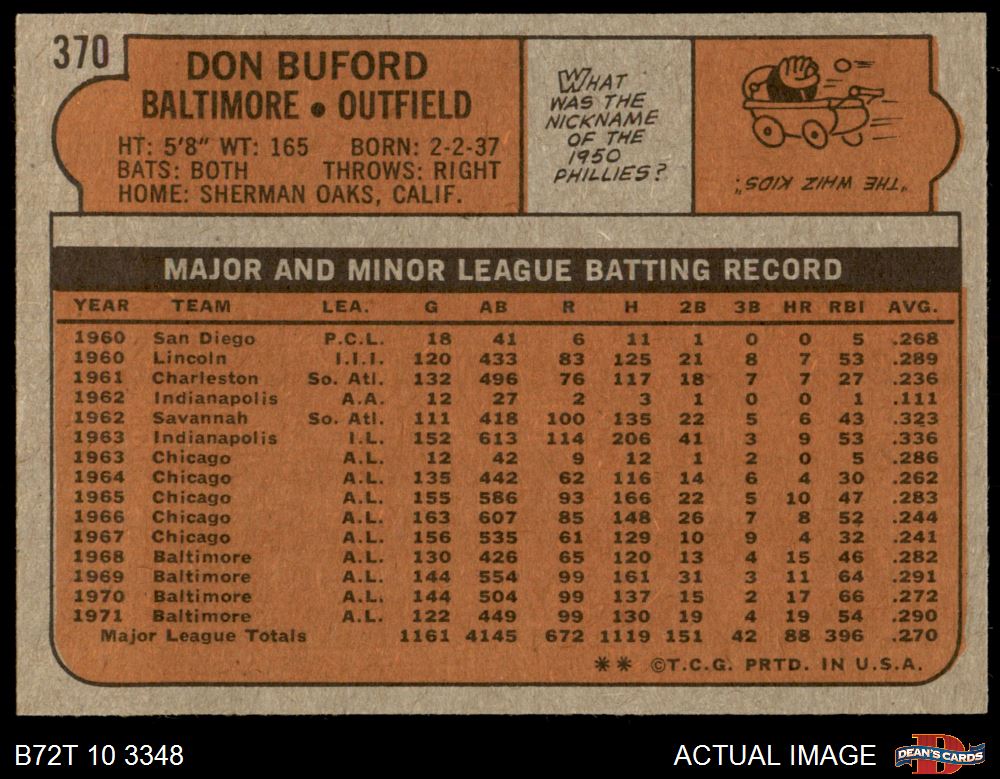 370
DON BUFORD
BALTIMORE • OUTFIELD
HT: 5'8" WT: 165 BORN: 2-2-37
BATS: BOTH THROWS: RIGHT
HOME: SHERMAN OAKS, CALIF.
WHAT
WAS THE
NICKNAME
OF THE
1950
PHILLIES?
"THE WHIZ KIDS".
MAJOR AND MINOR LEAGUE BATTING RECORD
YEAR TEAM LEA. G AB R H 2B 3B HR RBI AVG.
1960 San Diego P.C.L. 18 41 6 11 1 0 0 5 .268
1960 Lincoln I.I.I. 120 433 83 125 21 8 7 53 .289
1961 Charleston So. Atl. 132 496 76 117 18 7 7 27 .236
1962 Indianapolis A.A. 12 27 2 3 1 0 0 1 .111
1962 Savannah So. Atl. 111 418 100 135 22 5 6 43 .323
1963 Indianapolis I.L. 152 613 114 206 41 3 9 53 .336
1963 Chicago A.L. 12 42 9 12 1 2 0 5 .286
1964 Chicago A.L. 135 442 62 116 14 6 4 30 .262
1965 Chicago A.L. 155 586 93 166 22 5 10 47 .283
1966 Chicago A.L. 163 607 85 148 26 7 8 52 .244
1967 Chicago A.L. 156 535 61 129 10 9 4 32 .241
1968 Baltimore A.L. 130 426 65 120 13 4 15 46 .282
1969 Baltimore A.L. 144 554 99 161 31 3 11 64 .291
1970 Baltimore A.L. 144 504 99 137 15 2 17 66 .272
1971 Baltimore A.L. 122 449 99 130 19 4 19 54 .290
Major League Totals 1161 4145 672 1119 151 42 88 396 .270
** ©T.C.G. PRTD. IN U.S.A.
B72T 10 3348
ACTUAL IMAGE
DEAN'S CARDS